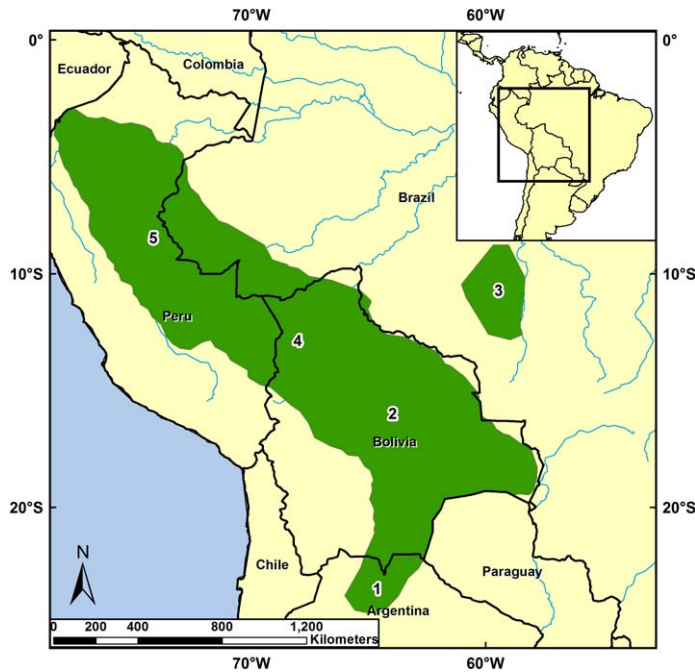 70°W 60°W
0° 0°
Ecuador
Colombia
Brazil
5
10°S 3 10°S
Peru
4
2
Bolivia
20°S 20°S
N
Chile
Paraguay
1
Argentina
0 200 400 800 1,200
Kilometers
70°W 60°W